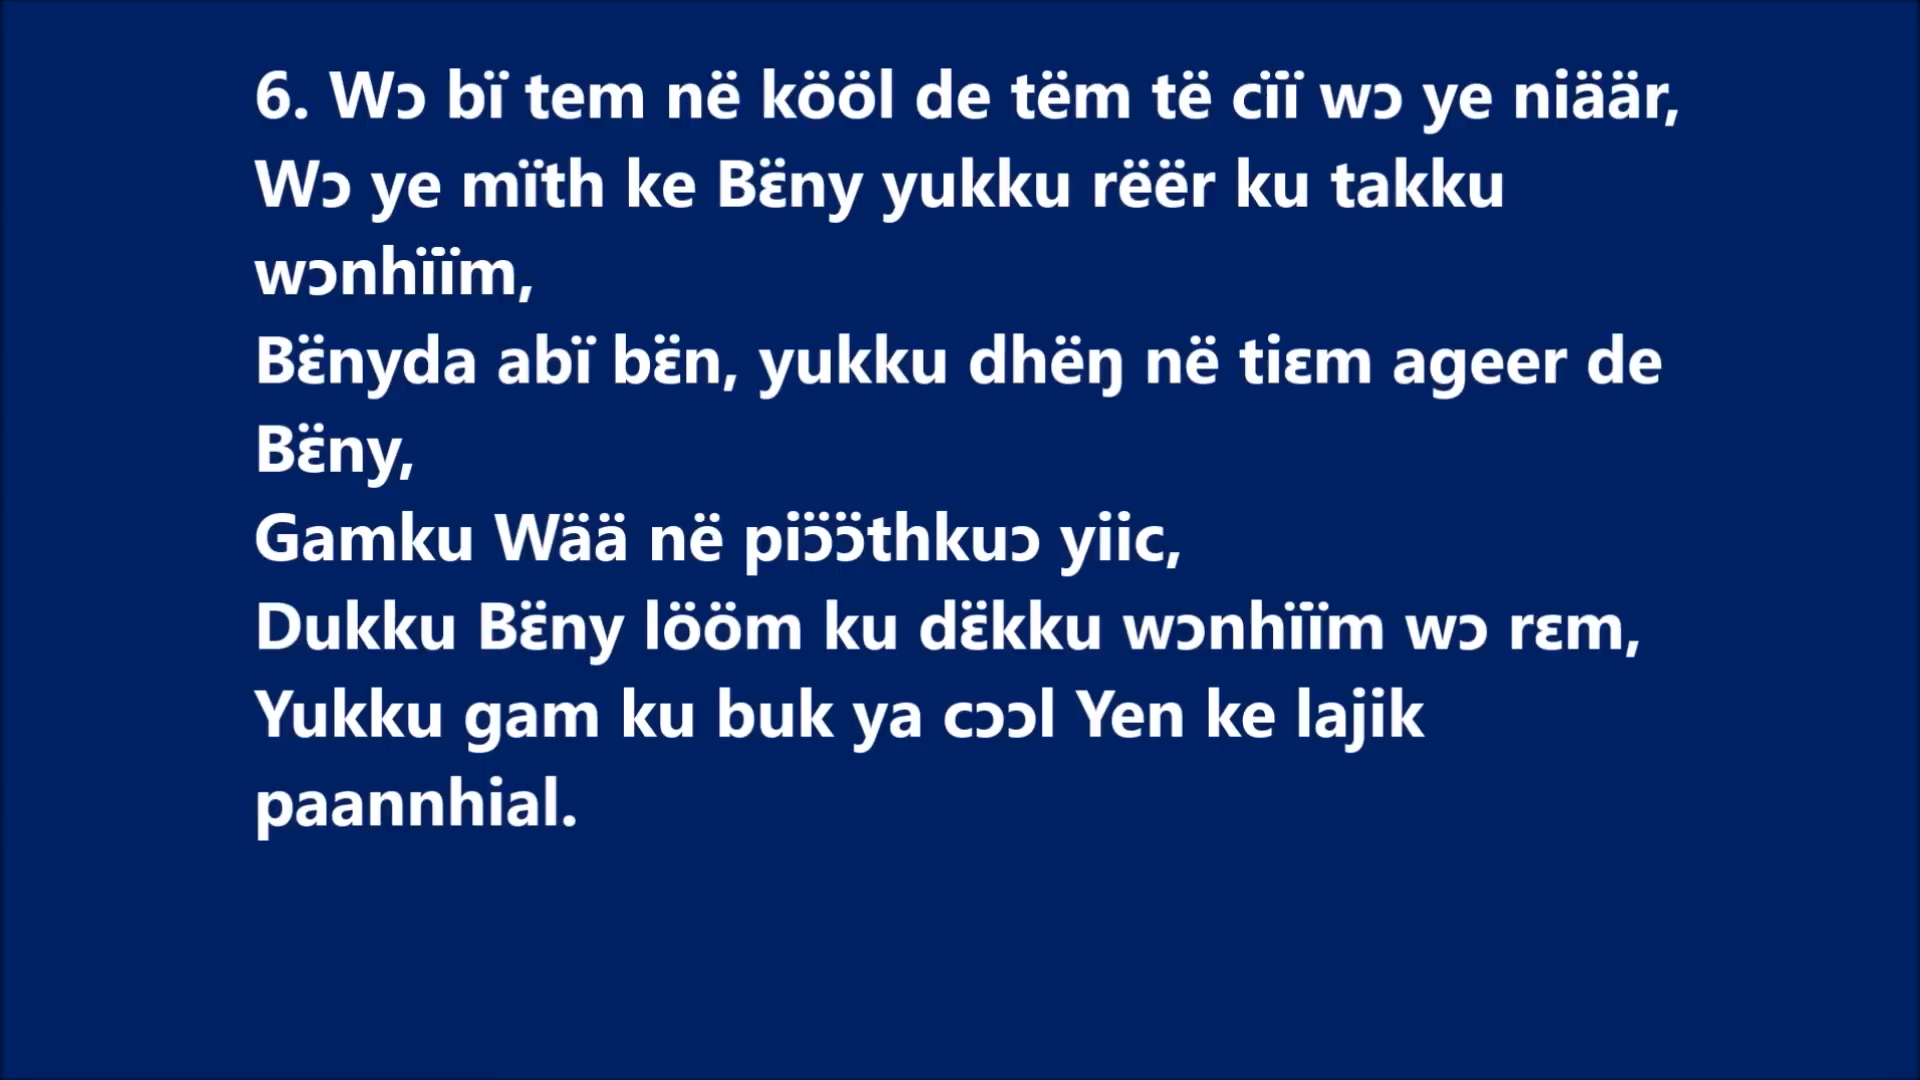 6. Wɔ bï tem në kööl de tëm të cïï wɔ ye niäär,
Wɔ ye mïth ke Bɛ̈ny yukku rëër ku takku
wɔnhïïm,
Bɛ̈nyda abï bɛ̈n, yukku dhëŋ në tiɛm ageer de
Bɛ̈ny,
Gamku Wää në piɔ̈ɔ̈thkuɔ yiic,
Dukku Bɛ̈ny lööm ku dɛ̈kku wɔnhïïm wɔ rɛm,
Yukku gam ku buk ya cɔɔl Yen ke lajik
paannhial.